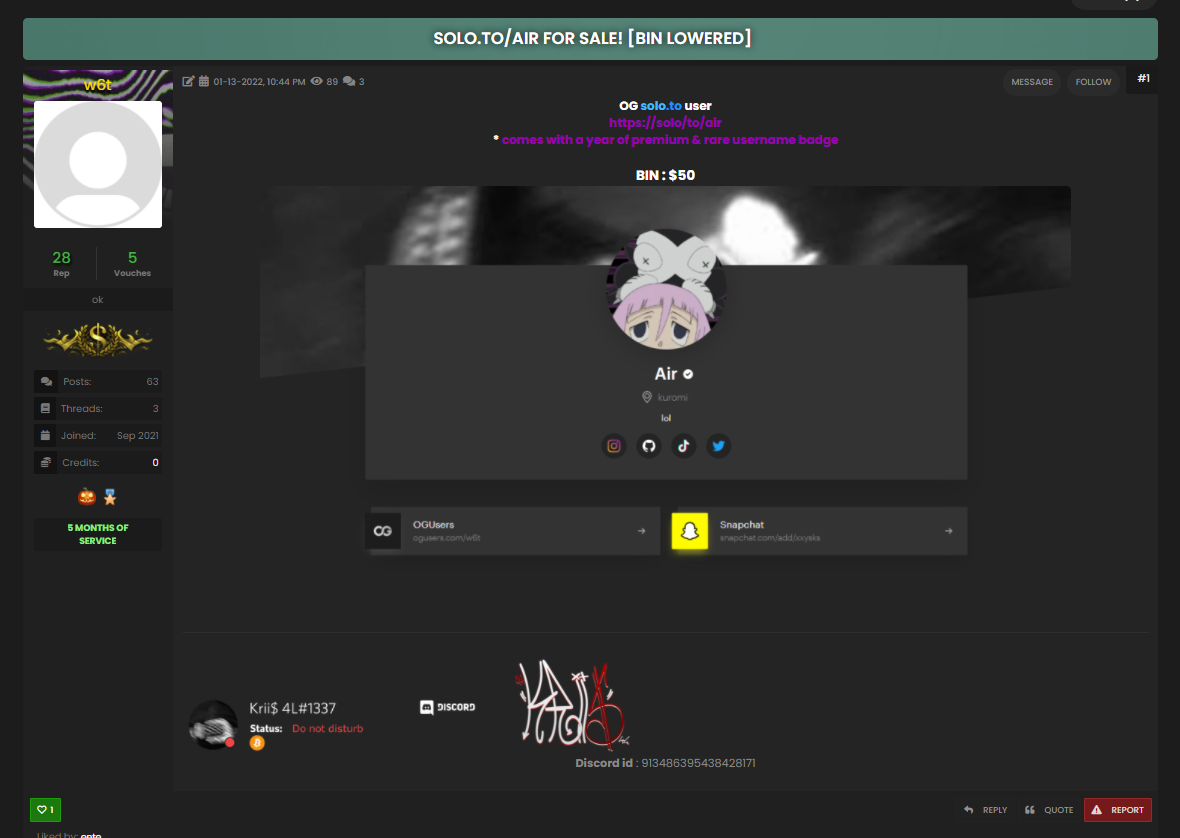 SOLO.TO/AIR FOR SALE! [BIN LOWERED]
w6t
01-13-2022, 10:44 PM 89 3
MESSAGE
FOLLOW
#1
OG solo.to user
https://solo/to/air
* comes with a year of premium & rare username badge
BIN : $50
28
Rep
5
Vouches
ok
Posts: 63
Threads: 3
Joined: Sep 2021
Credits: 0
5 MONTHS OF
SERVICE
Air
kuromi
lol
OG
OGUsers
ogusers.com/w6t
Snapchat
snapchat.com/add/xxysks
Krii$ 4L#1337
Status: Do not disturb
DISCORD
Discord id : 913486395438428171
1
REPLY
QUOTE
REPORT
Liked by: onto